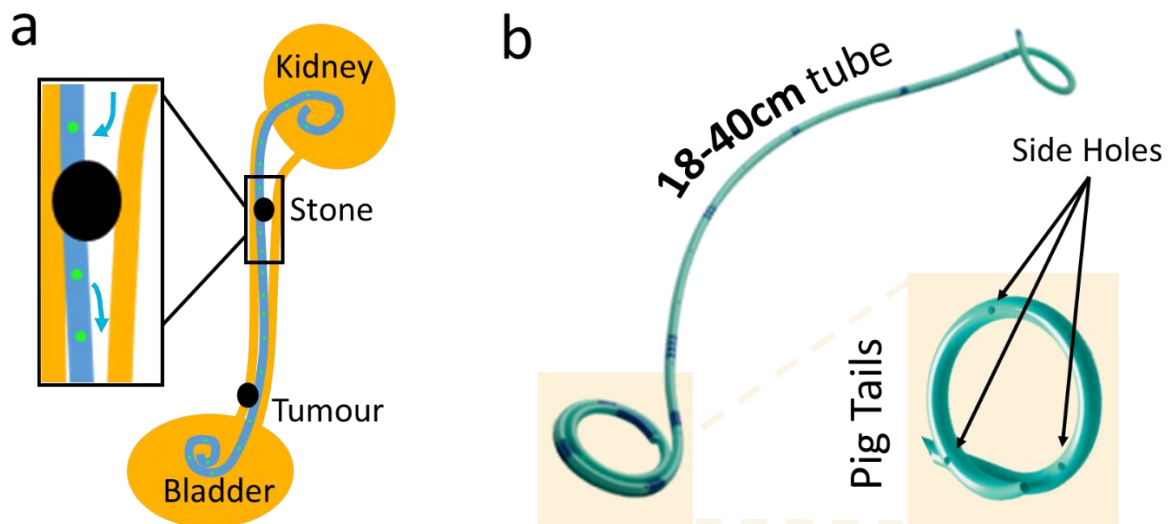 a
Kidney
Stone
Tumour
Bladder
b
18-40cm tube
Side Holes
Pig Tails